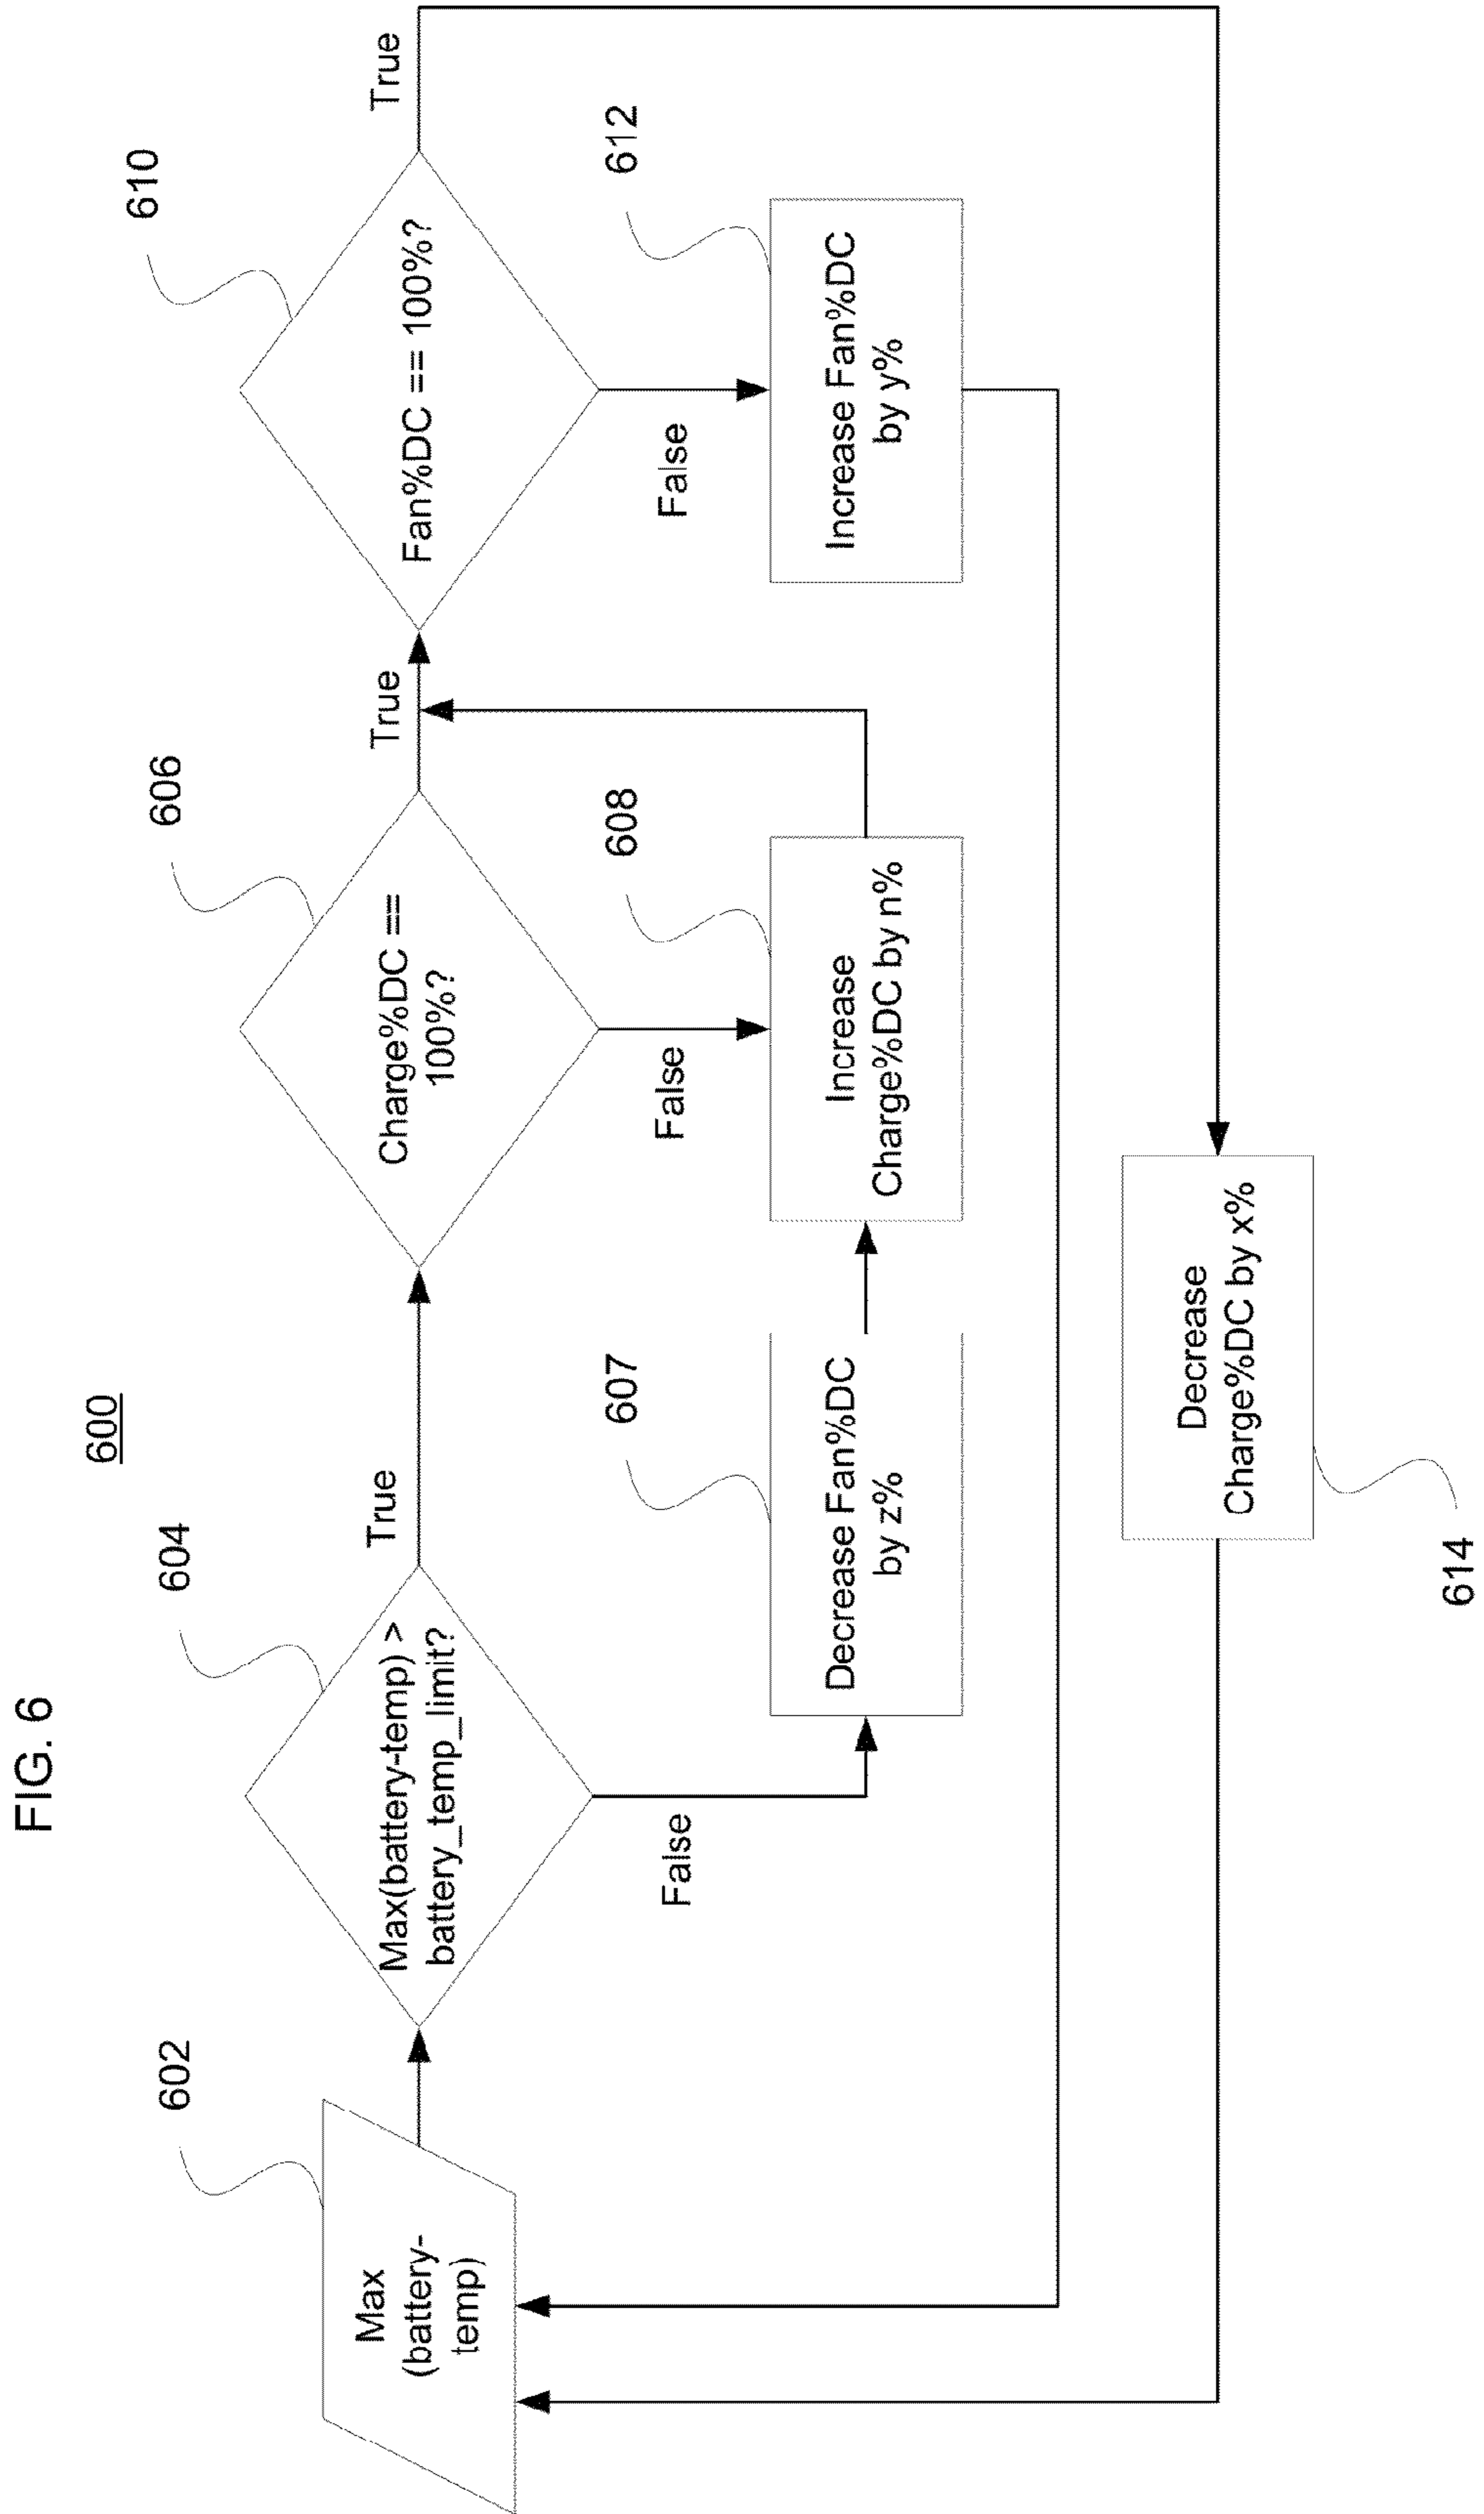 FIG. 6
600
602
Max
(battery-
temp)
604
Max(battery-temp) >
battery_temp_limit?
True
False
606
Charge%DC ==
100%?
True
False
610
Fan%DC == 100%?
True
False
607
Decrease Fan%DC
by z%
608
Increase
Charge%DC by n%
612
Increase Fan%DC
by y%
Decrease
Charge%DC by x%
614